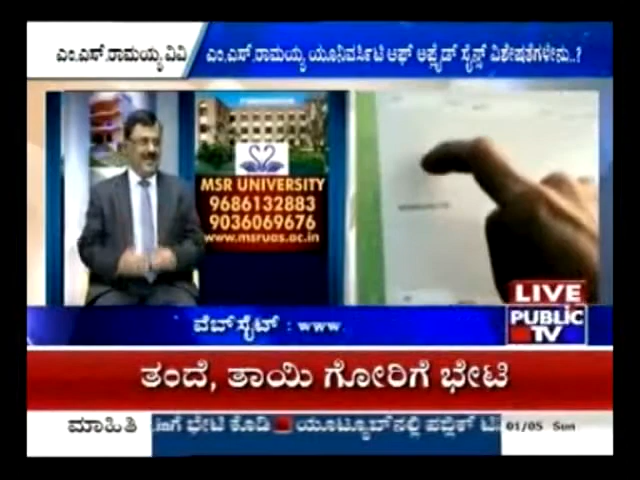 ಎಂ.ಎಸ್.ರಾಮಯ್ಯ ವಿವಿ
ಎಂ.ಎಸ್.ರಾಮಯ್ಯ ಯೂನಿವರ್ಸಿಟಿ ಆಫ್ ಅಪ್ಲೈಡ್ ಸೈನ್ಸ್ ವಿಶೇಷತೆಗಳೇನು..?
MSR UNIVERSITY
9686132883
9036069676
www.msruas.ac.in
LIVE
PUBLIC
TV
ವೆಬ್‌ಸೈಟ್ : www.
ತಂದೆ, ತಾಯಿ ಗೋರಿಗೆ ಭೇಟಿ
ಮಾಹಿತಿ
.inಗೆ ಭೇಟಿ ಕೊಡಿ ಯೂಟ್ಯೂಬ್‌ನಲ್ಲಿ ಪಬ್ಲಿಕ್ ಟಿ
01/05 Sun